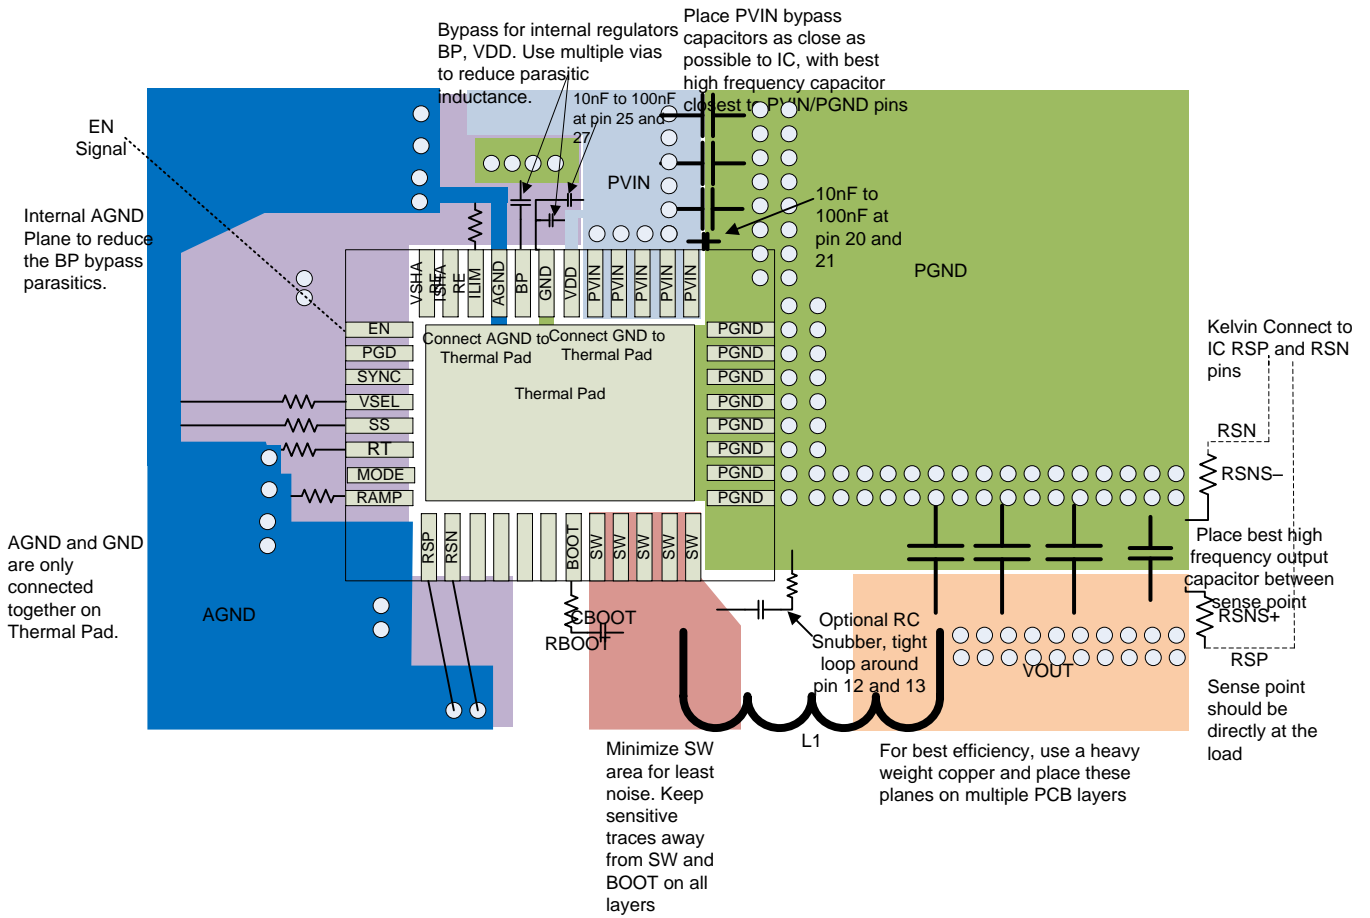 Bypass for internal regulators
BP, VDD. Use multiple vias
to reduce parasitic
inductance.
10nF to 100nF
at pin 25 and
27
Place PVIN bypass
capacitors as close as
possible to IC, with best
high frequency capacitor
closest to PVIN/PGND pins
EN
Signal
Internal AGND
Plane to reduce
the BP bypass
parasitics.
PVIN
10nF to
100nF at
pin 20 and
21
PGND
VSHA
RE
ISHA
RE
ILIM
AGND
BP
GND
VDD
PVIN
PVIN
PVIN
PVIN
PVIN
EN
PGD
SYNC
VSEL
SS
RT
MODE
RAMP
Connect AGND to
Thermal Pad
Connect GND to
Thermal Pad
Thermal Pad
PGND
PGND
PGND
PGND
PGND
PGND
PGND
PGND
Kelvin Connect to
IC RSP and RSN
pins
RSN
RSNS–
RSP
RSN
BOOT
SW
SW
SW
SW
SW
AGND and GND
are only
connected
together on
Thermal Pad.
AGND
CBOOT
RBOOT
Optional RC
Snubber, tight
loop around
pin 12 and 13
Place best high
frequency output
capacitor between
sense point
RSNS+
RSP
VOUT
Sense point
should be
directly at the
load
L1
Minimize SW
area for least
noise. Keep
sensitive
traces away
from SW and
BOOT on all
layers
For best efficiency, use a heavy
weight copper and place these
planes on multiple PCB layers